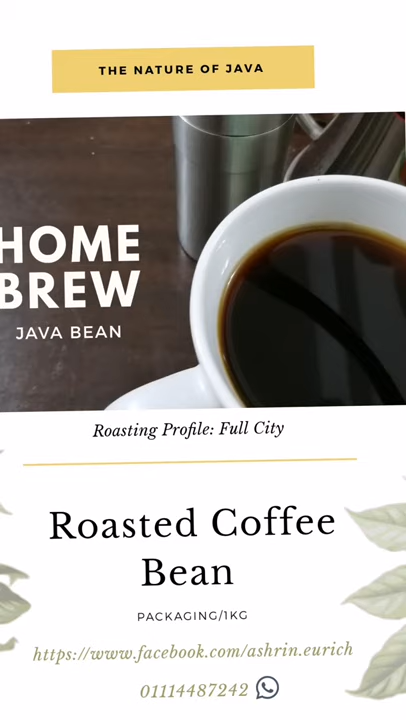 THE NATURE OF JAVA
HOME
BREW
JAVA BEAN
Roasting Profile: Full City
Roasted Coffee
Bean
PACKAGING/1KG
https://www.facebook.com/ashrin.eurich
01114487242